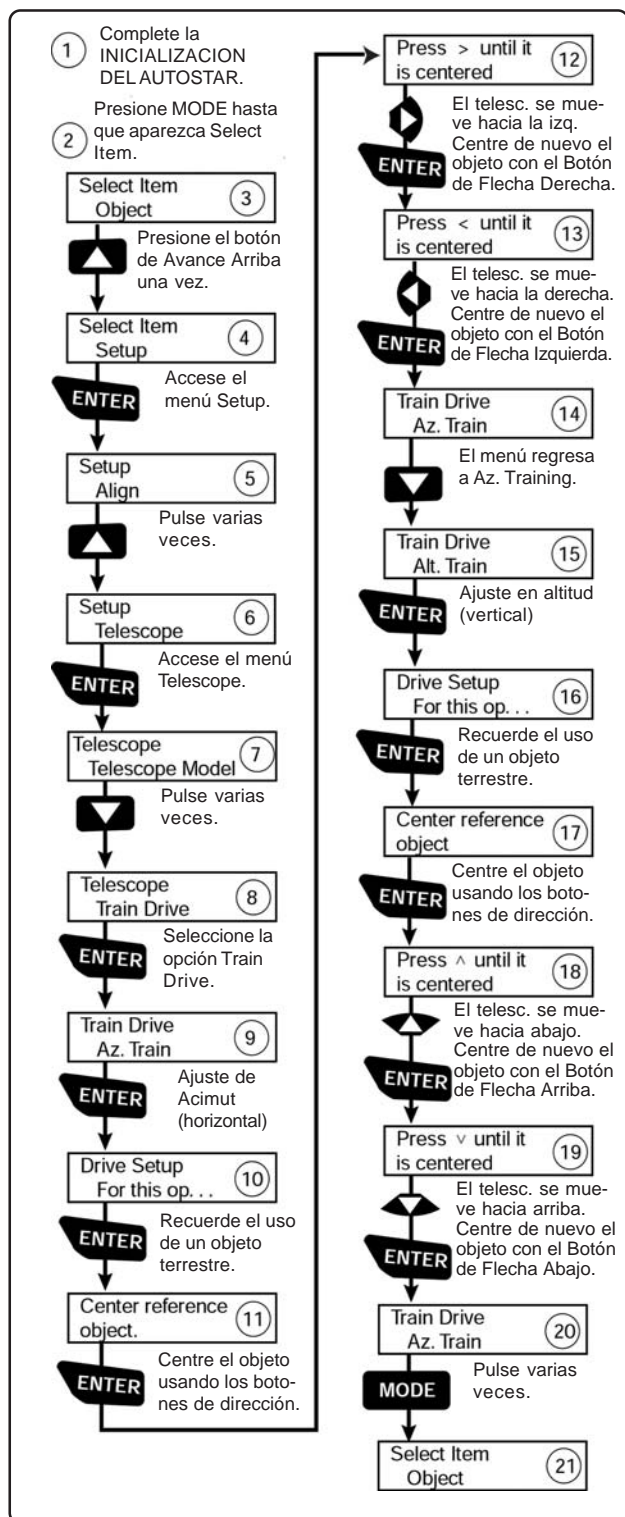 1
Complete la
INICIALIZACION
DEL AUTOSTAR.
2
Presione MODE hasta
que aparezca Select
Item.
Select Item
Object
3
Presione el botón
de Avance Arriba
una vez.
Select Item
Setup
4
ENTER
Accese el
menú Setup.
Setup
Align
5
Pulse varias
veces.
Setup
Telescope
6
ENTER
Accese el menú
Telescope.
Telescope
Telescope Model
7
Pulse varias
veces.
Telescope
Train Drive
8
ENTER
Seleccione la
opción Train
Drive.
Train Drive
Az. Train
9
ENTER
Ajuste de
Acimut
(horizontal)
Drive Setup
For this op. . .
10
ENTER
Recuerde el uso
de un objeto
terrestre.
Center reference
object.
11
ENTER
Centre el objeto
usando los boto-
nes de dirección.
Press > until it
is centered
12
El telesc. se mue-
ve hacia la izq.
Centre de nuevo el
objeto con el Botón
de Flecha Derecha.
ENTER
Press < until it
is centered
13
El telesc. se mue-
ve hacia la derecha.
Centre de nuevo el
objeto con el Botón
de Flecha Izquierda.
ENTER
Train Drive
Az. Train
14
El menú regresa
a Az. Training.
Train Drive
Alt. Train
15
ENTER
Ajuste en altitud
(vertical)
Drive Setup
For this op. . .
16
ENTER
Recuerde el uso
de un objeto
terrestre.
Center reference
object
17
ENTER
Centre el objeto
usando los boto-
nes de dirección.
Press ^ until it
is centered
18
El telesc. se mue-
ve hacia abajo.
Centre de nuevo el
objeto con el Botón
de Flecha Arriba.
ENTER
Press v until it
is centered
19
El telesc. se mue-
ve hacia arriba.
Centre de nuevo el
objeto con el Botón
de Flecha Abajo.
ENTER
Train Drive
Az. Train
20
MODE
Pulse varias
veces.
Select Item
Object
21